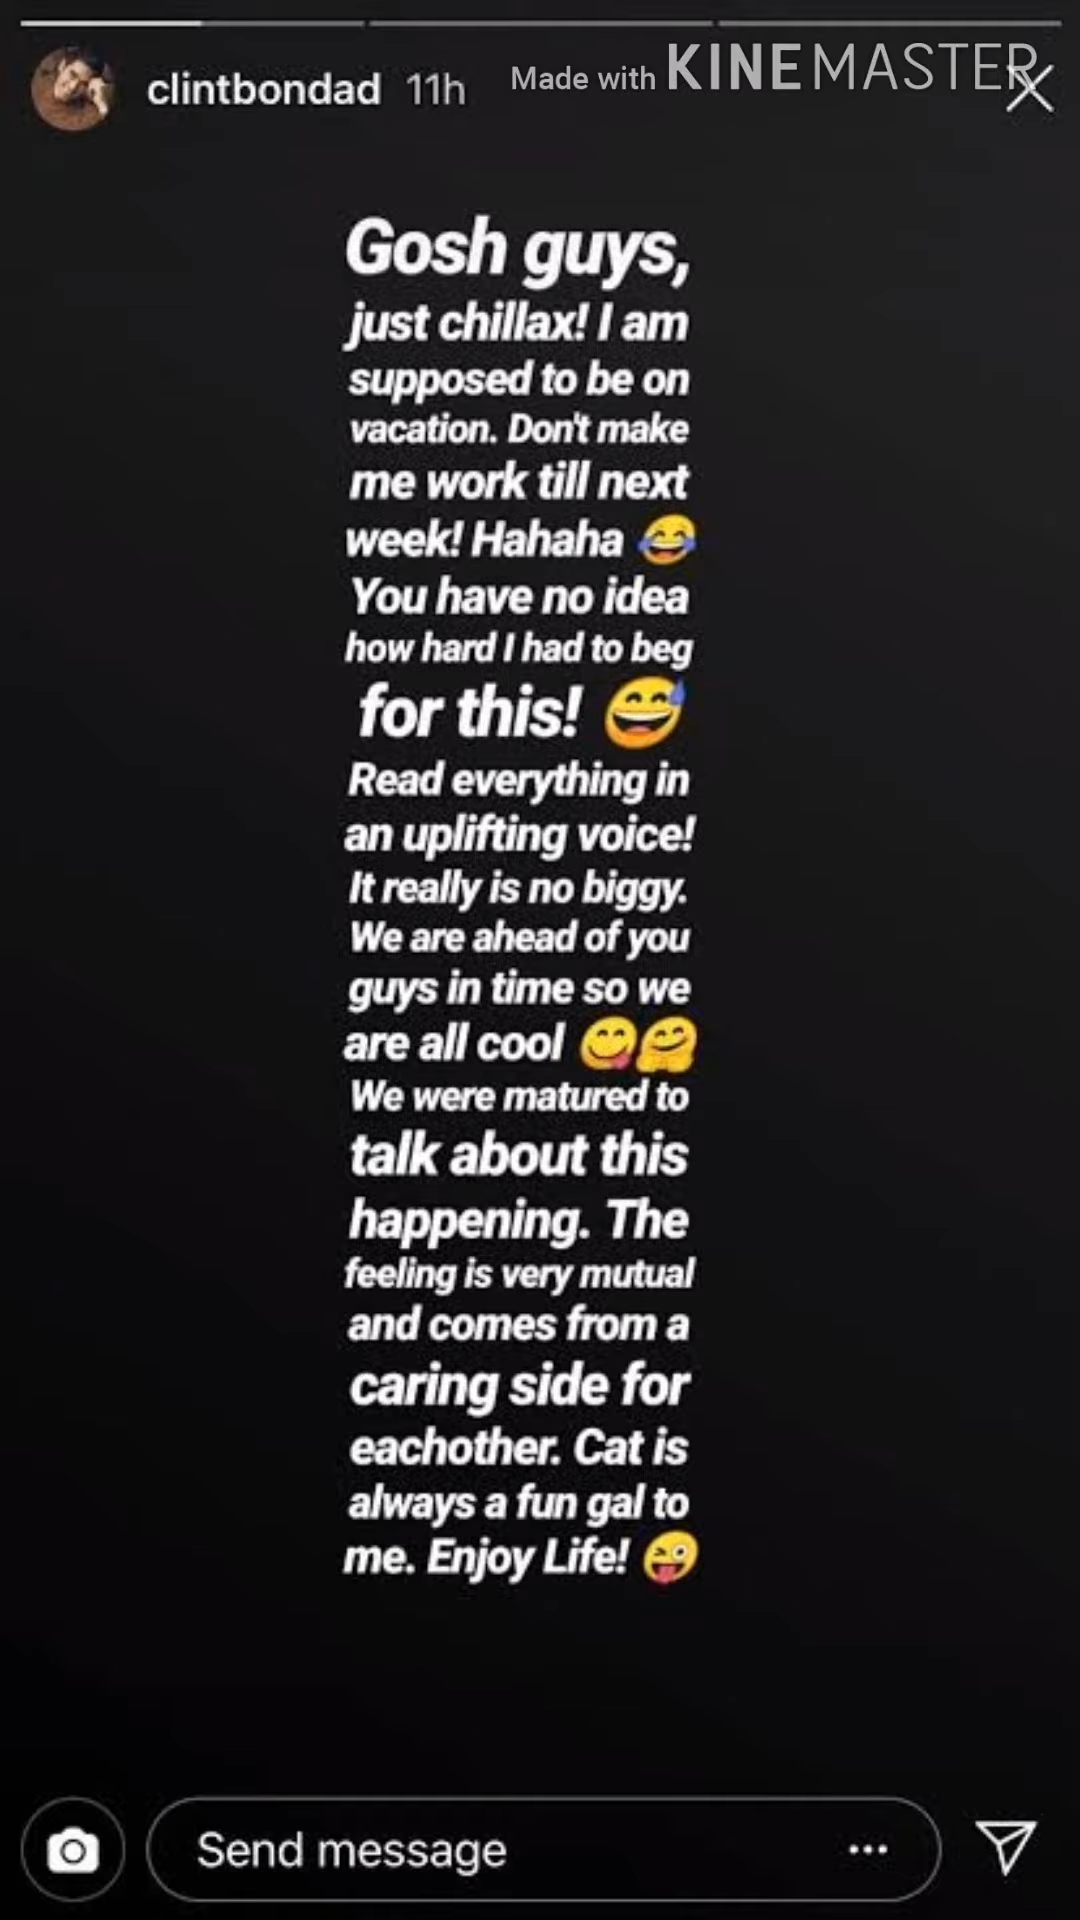 clintbondad 11h Made with KINEMASTER
Gosh guys,
just chillax! I am
supposed to be on
vacation. Don't make
me work till next
week! Hahaha 😂
You have no idea
how hard I had to beg
for this! 😅
Read everything in
an uplifting voice!
It really is no biggy.
We are ahead of you
guys in time so we
are all cool 😋🤗
We were matured to
talk about this
happening. The
feeling is very mutual
and comes from a
caring side for
eachother. Cat is
always a fun gal to
me. Enjoy Life! 😜
Send message